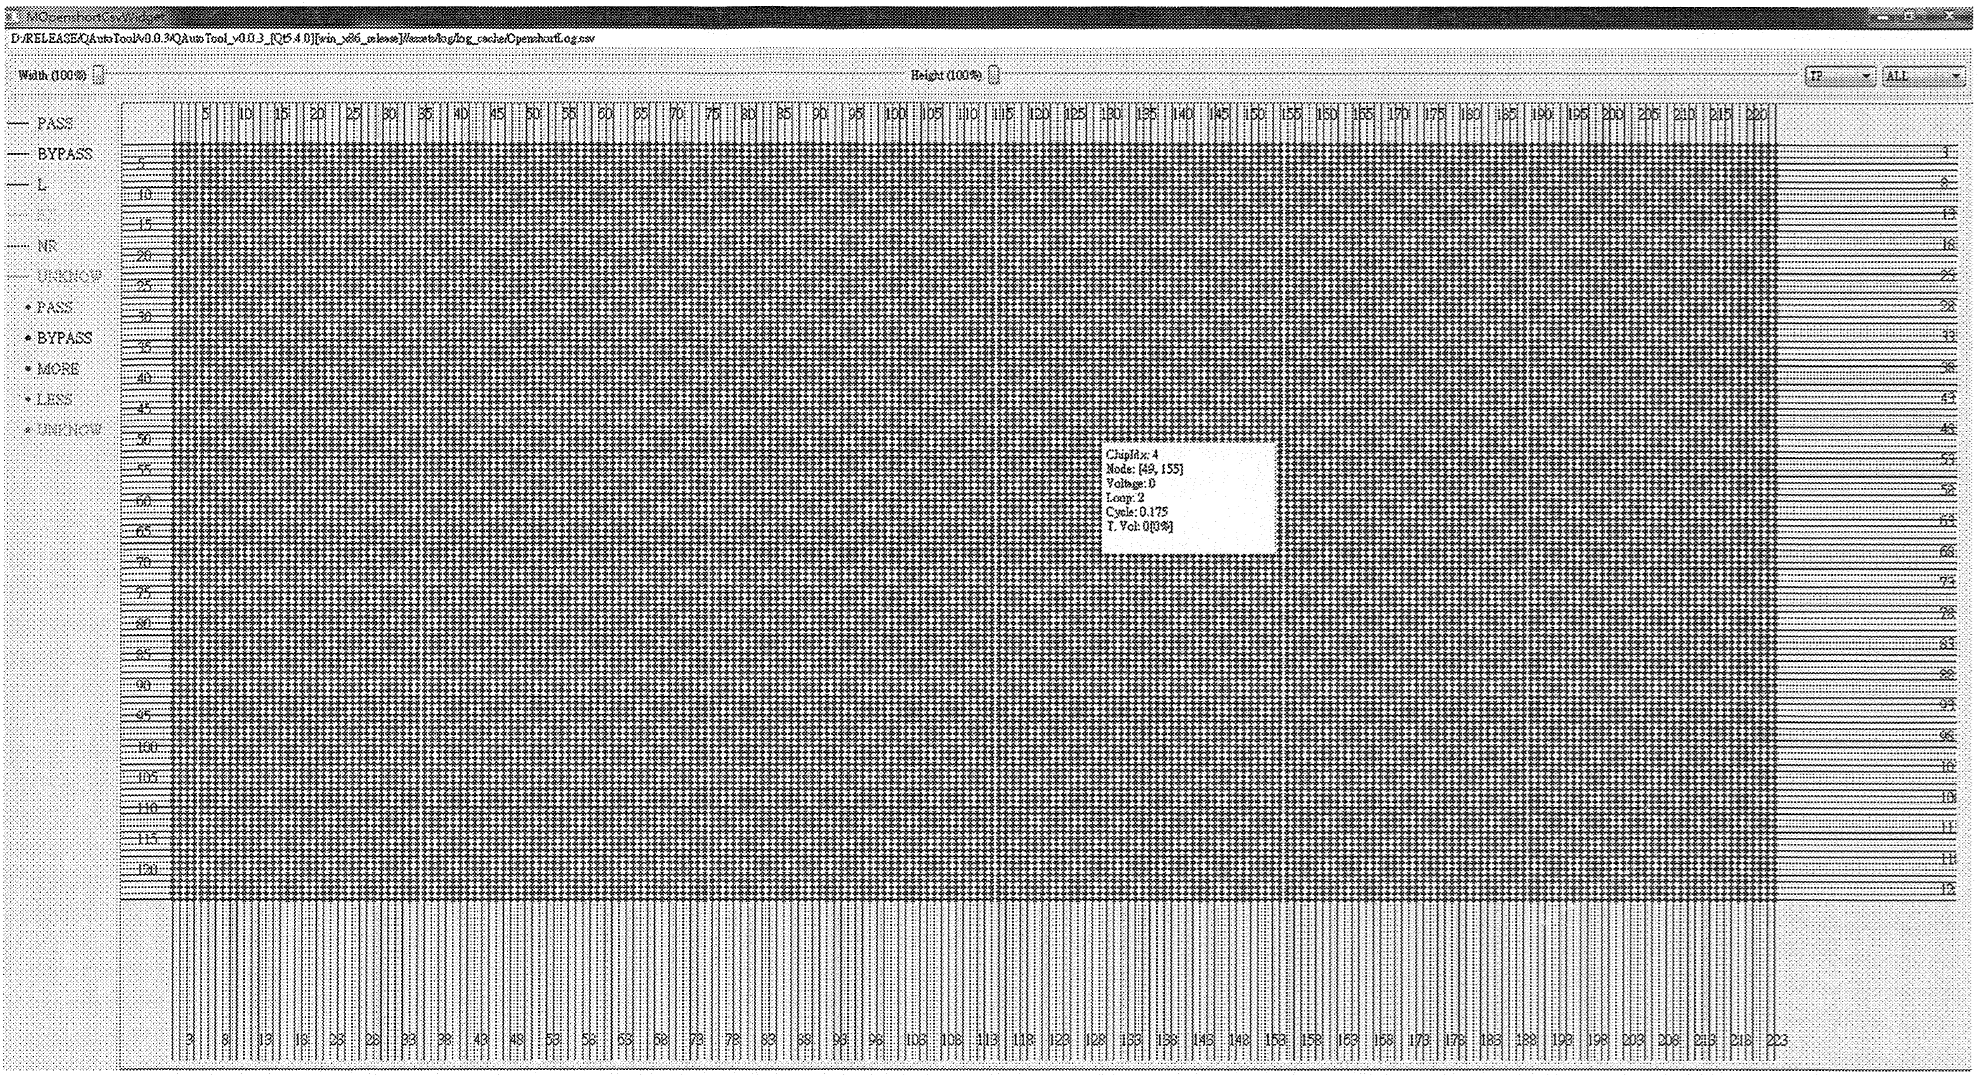 MOpenshortCsvWidget
D:/RELEASE/QAutoTool/v0.0.3/QAutoTool_v0.0.3_[Qt5.4.0][win_x86_release]//assets/log/log_cache/OpenshortLog.csv
Width (100%)
Height (100%)
TP
ALL
5 10 15 20 25 30 35 40 45 50 55 60 65 70 75 80 85 90 95 100 105 110 115 120 125 130 135 140 145 150 155 160 165 170 175 180 185 190 195 200 205 210 215 220
PASS
BYPASS
L
NR
UNKNOW
PASS
BYPASS
MORE
LESS
UNKNOW
5
10
15
20
25
30
35
40
45
50
55
60
65
70
75
80
85
90
95
100
105
110
115
120
ChipIdx: 4
Node: [49, 155]
Voltage: 0
Loop: 2
Cycle: 0.175
T. Vol: 0[0%]
3
8
13
18
23
28
33
38
43
48
53
58
63
68
73
78
83
88
93
98
10
10
11
11
12
3 8 13 18 23 28 33 38 43 48 53 58 63 68 73 78 83 88 93 98 103 108 113 118 123 128 133 138 143 148 153 158 163 168 173 178 183 188 193 198 203 208 213 218 223